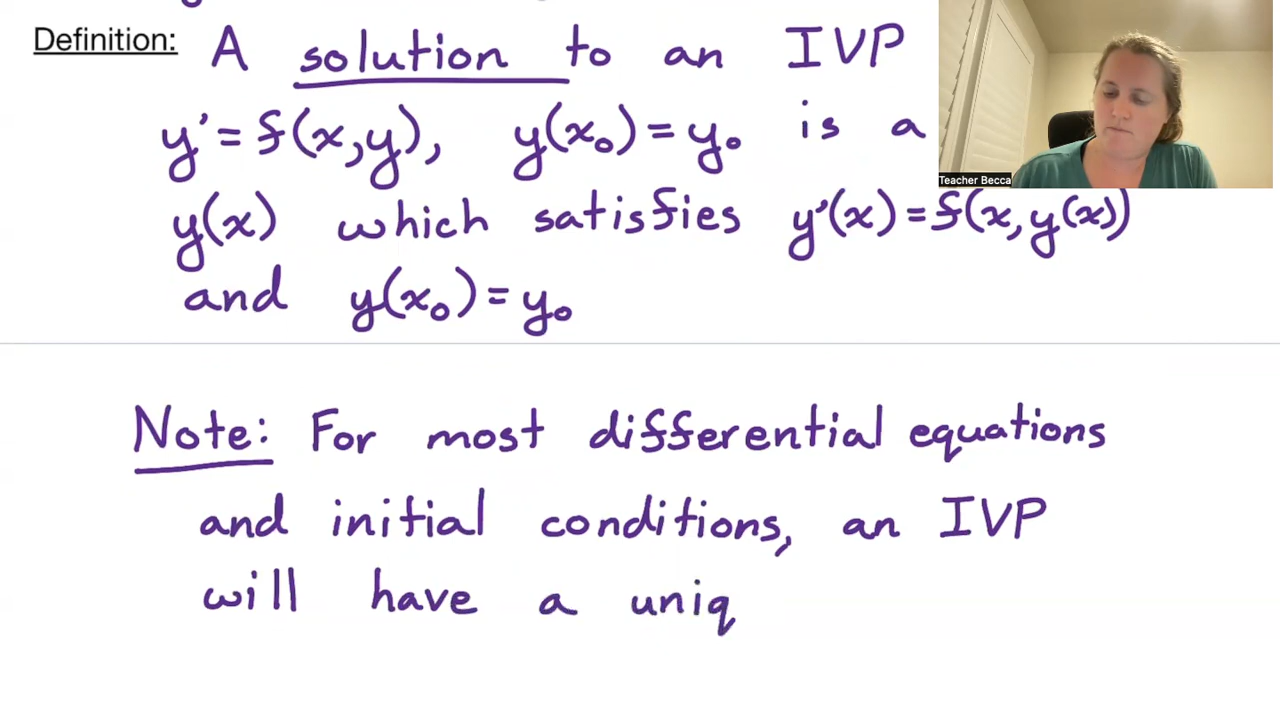 Definition: A solution to an IVP
y' = f(x,y), y(x₀) = y₀ is a
Teacher Becca
y(x) which satisfies y'(x) = f(x, y(x))
and y(x₀) = y₀
Note: For most differential equations
and initial conditions, an IVP
will have a uniq